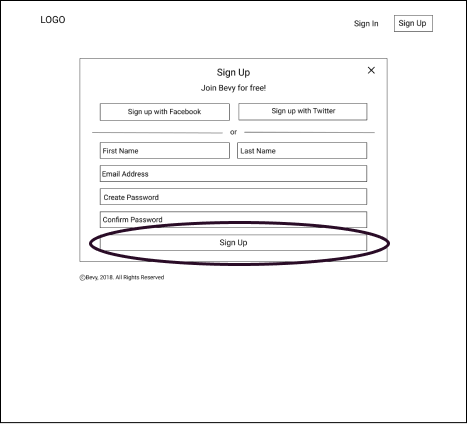 LOGO
Sign In
Sign Up
Sign Up
Join Bevy for free!
Sign up with Facebook
Sign up with Twitter
or
First Name
Last Name
Email Address
Create Password
Confirm Password
Sign Up
©Bevy, 2018. All Rights Reserved